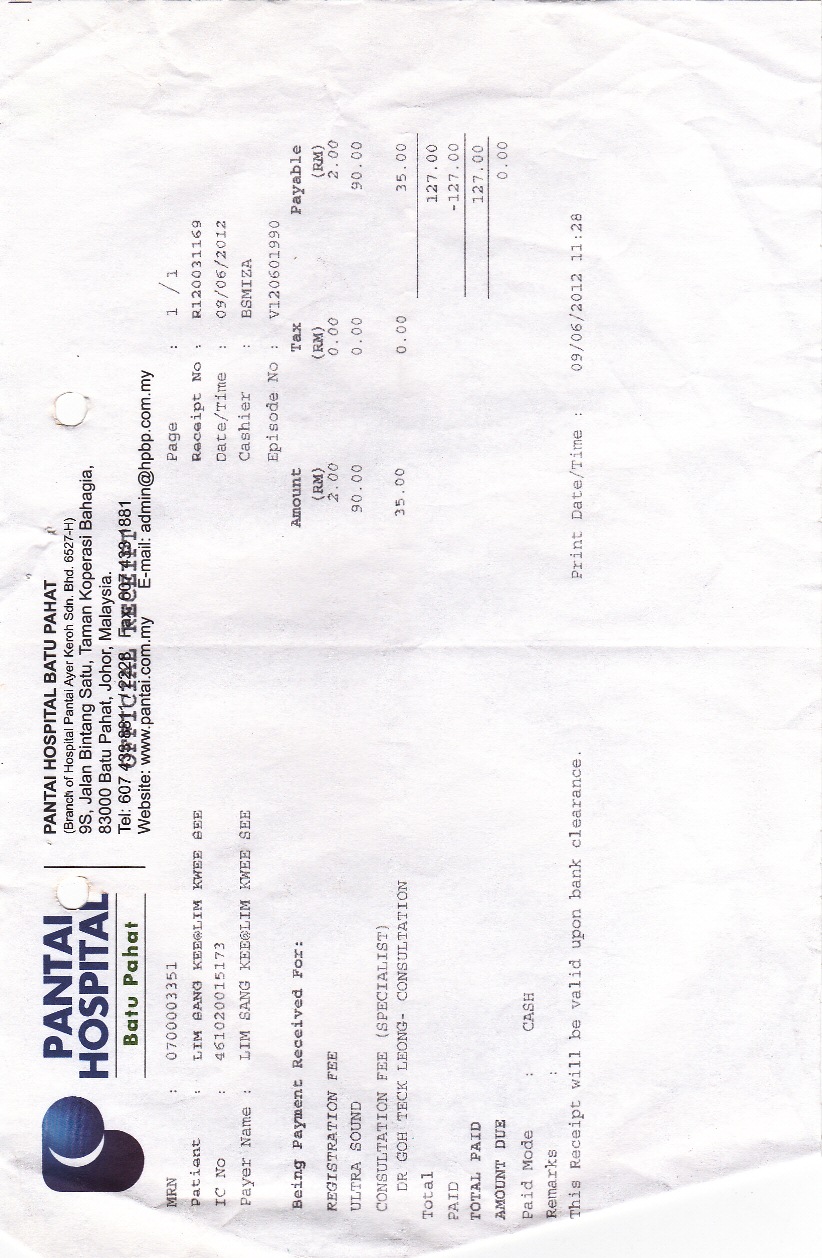 PANTAI
HOSPITAL
Batu Pahat
PANTAI HOSPITAL BATU PAHAT
(Branch of Hospital Pantai Ayer Keroh Sdn. Bhd. 6527-H)
9S, Jalan Bintang Satu, Taman Koperasi Bahagia,
83000 Batu Pahat, Johor, Malaysia.
Tel: 607 433 8811 / 2228 Fax: 607 433 1881
OFFICIAL RECEIPT
Website: www.pantai.com.my E-mail: admin@hpbp.com.my
MRN : 0700003351 Page : 1 / 1
Patient : LIM SANG KEE@LIM KWEE SEE Receipt No : R120031169
IC No : 461020015173 Date/Time : 09/06/2012
Payer Name : LIM SANG KEE@LIM KWEE SEE Cashier : BSMIZA
Episode No : V120601990
Being Payment Received For: Amount Tax Payable
(RM) (RM) (RM)
REGISTRATION FEE 2.00 0.00 2.00
ULTRA SOUND 90.00 0.00 90.00
CONSULTATION FEE (SPECIALIST)
DR GOH TECK LEONG- CONSULTATION 35.00 0.00 35.00
Total 127.00
PAID -127.00
TOTAL PAID 127.00
AMOUNT DUE 0.00
Paid Mode : CASH
Remarks :
This Receipt will be valid upon bank clearance. Print Date/Time : 09/06/2012 11:28